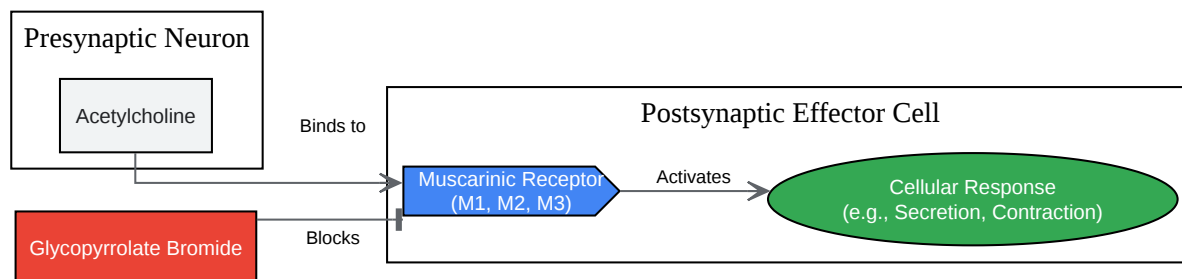 Presynaptic Neuron
Acetylcholine
Binds to
Postsynaptic Effector Cell
Muscarinic Receptor
(M1, M2, M3)
Activates
Cellular Response
(e.g., Secretion, Contraction)
Glycopyrrolate Bromide
Blocks